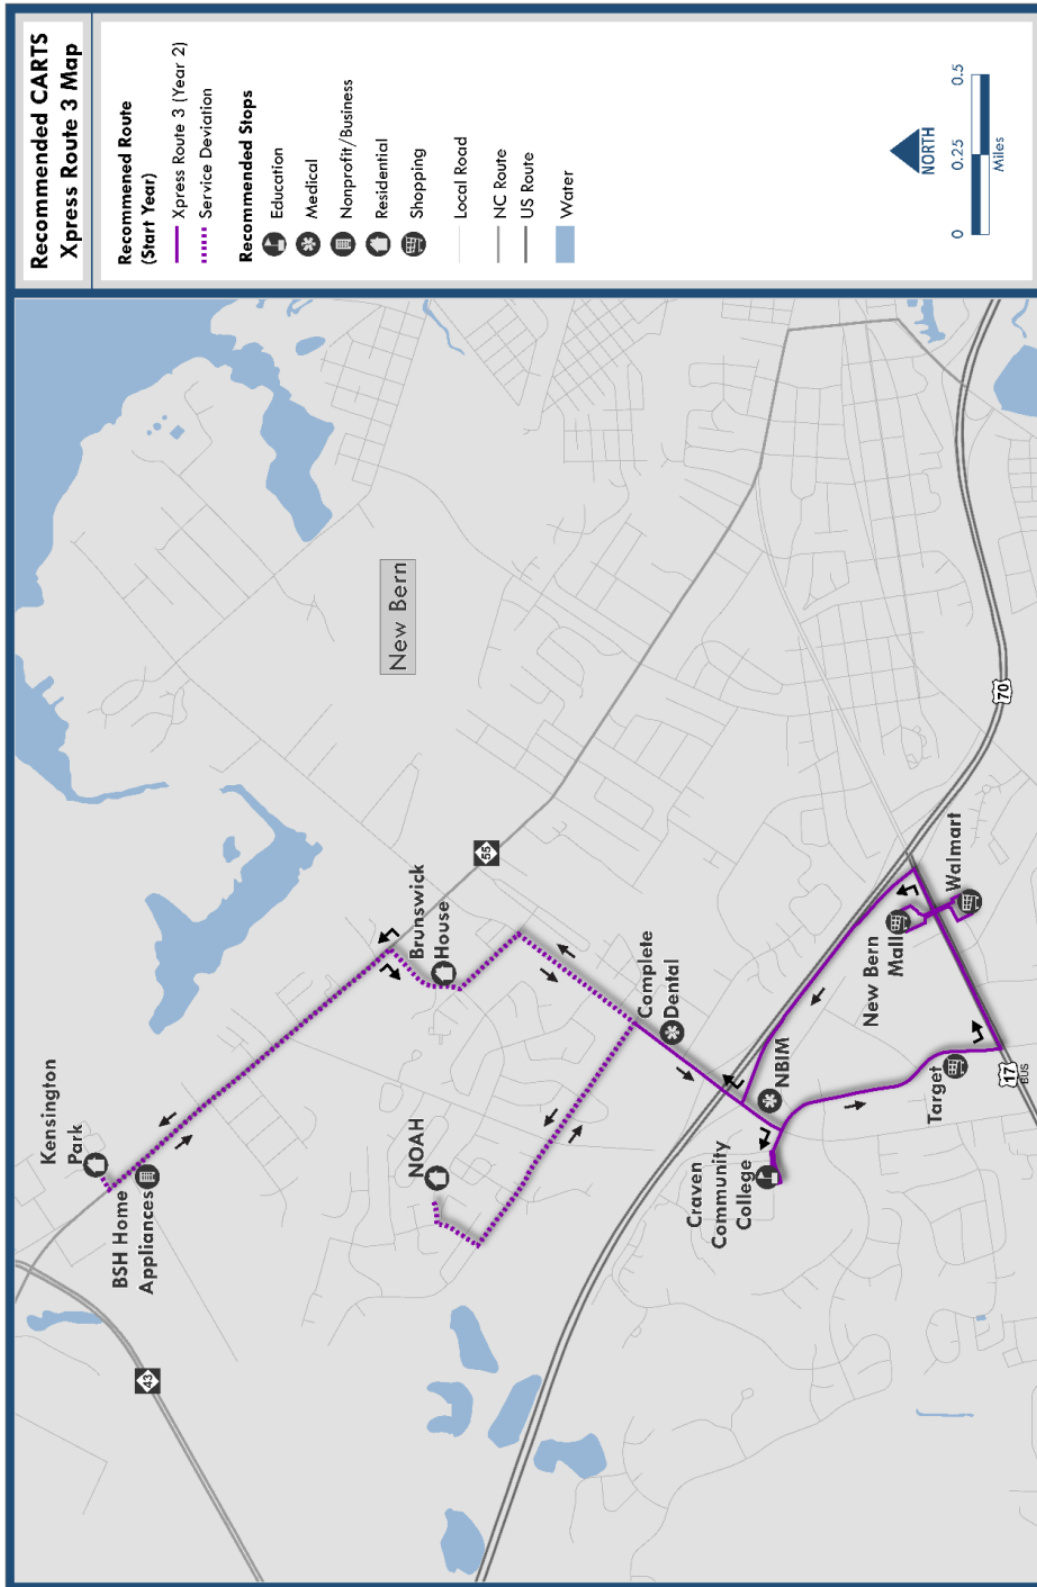 Recommended CARTS
Xpress Route 3 Map
Recommened Route
(Start Year)
Xpress Route 3 (Year 2)
Service Deviation
Recommended Stops
Education
Medical
Nonprofit/Business
Residential
Shopping
Local Road
NC Route
US Route
Water
NORTH
0
0.25
0.5
Miles
Kensington
Park
BSH Home
Appliances
43
New Bern
Brunswick
House
55
NOAH
Complete
Dental
NBIM
Craven
Community
College
New Bern
Mall
Walmart
Target
70
17
BUS